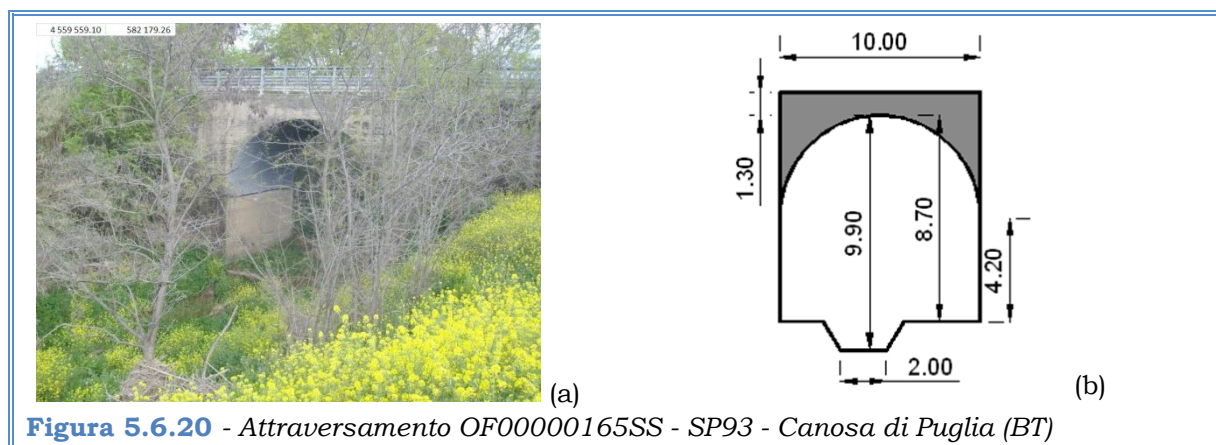 4 559 559.10 582 179.26
10.00
1.30
9.90
8.70
4.20
2.00
(a)
(b)
Figura 5.6.20 - Attraversamento OF00000165SS - SP93 - Canosa di Puglia (BT)